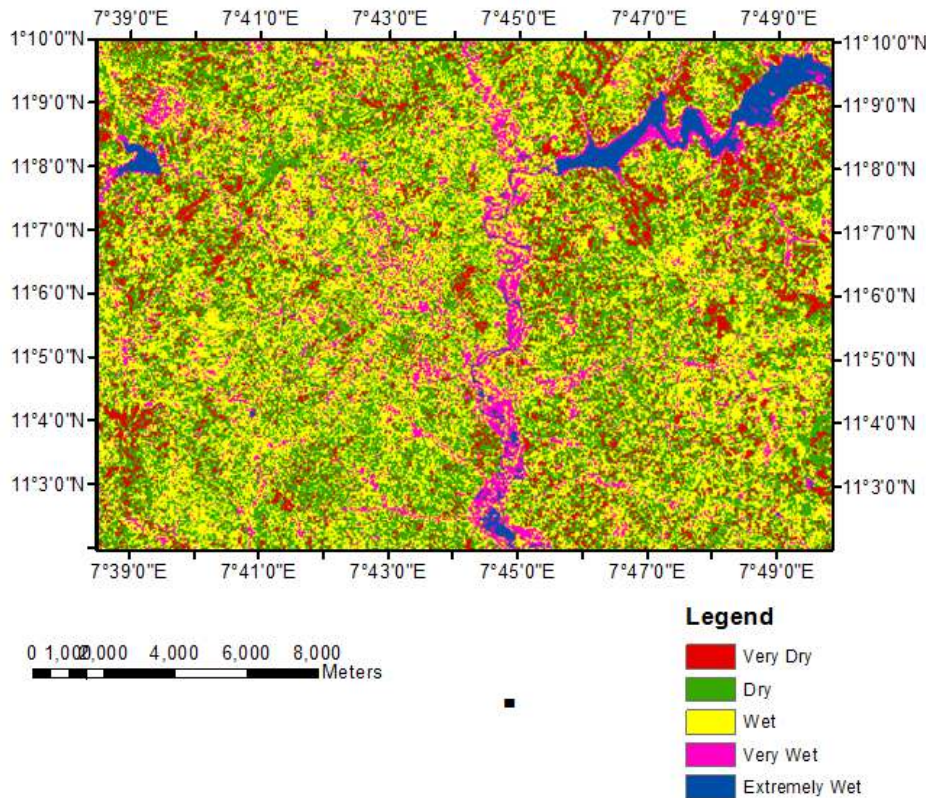 7°39'0"E 7°41'0"E 7°43'0"E 7°45'0"E 7°47'0"E 7°49'0"E
1°10'0"N 11°10'0"N
11°9'0"N 11°9'0"N
11°8'0"N 11°8'0"N
11°7'0"N 11°7'0"N
11°6'0"N 11°6'0"N
11°5'0"N 11°5'0"N
11°4'0"N 11°4'0"N
11°3'0"N 11°3'0"N
7°39'0"E 7°41'0"E 7°43'0"E 7°45'0"E 7°47'0"E 7°49'0"E
Legend
0 1,000 2,000 4,000 6,000 8,000
Meters
Very Dry
Dry
Wet
Very Wet
Extremely Wet